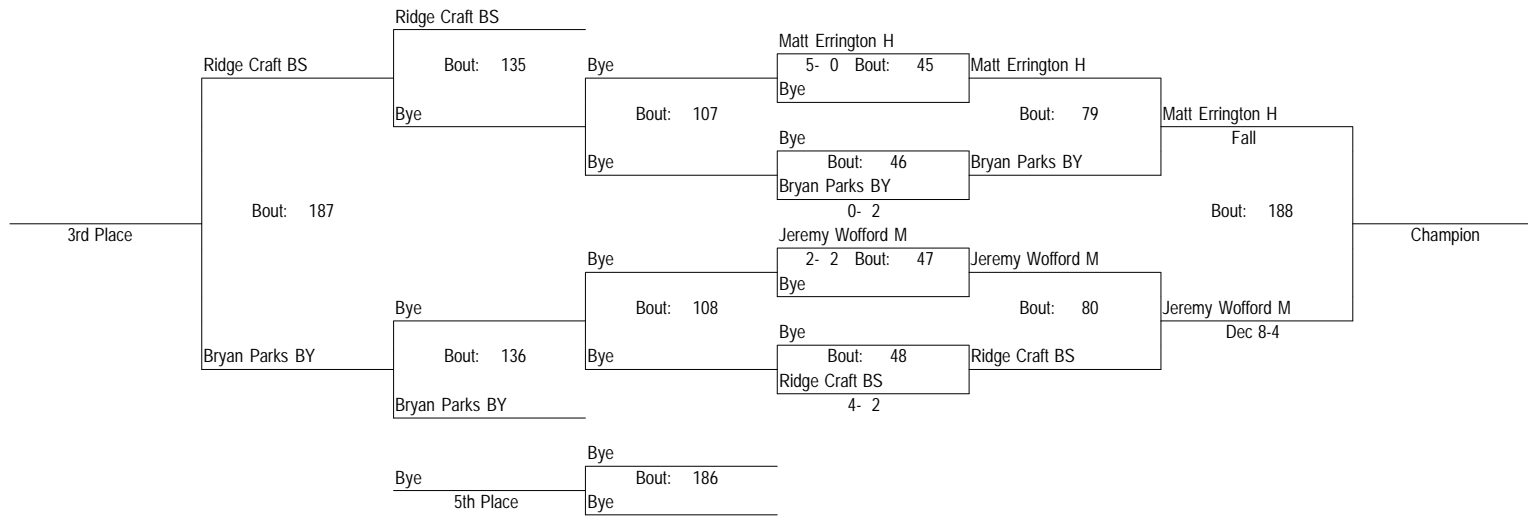 Ridge Craft BS
Matt Errington H
Ridge Craft BS
Bout: 135
Bye
5- 0 Bout: 45
Matt Errington H
Bye
Bye
Bout: 107
Bout: 79
Matt Errington H
Fall
Bye
Bye
Bout: 46
Bryan Parks BY
Bryan Parks BY
0- 2
Bout: 187
Bout: 188
3rd Place
Champion
Jeremy Wofford M
Bye
2- 2 Bout: 47
Jeremy Wofford M
Bye
Bye
Bout: 108
Bout: 80
Jeremy Wofford M
Dec 8-4
Bye
Bryan Parks BY
Bout: 136
Bye
Bout: 48
Ridge Craft BS
Ridge Craft BS
4- 2
Bryan Parks BY
Bye
Bye
Bout: 186
5th Place
Bye